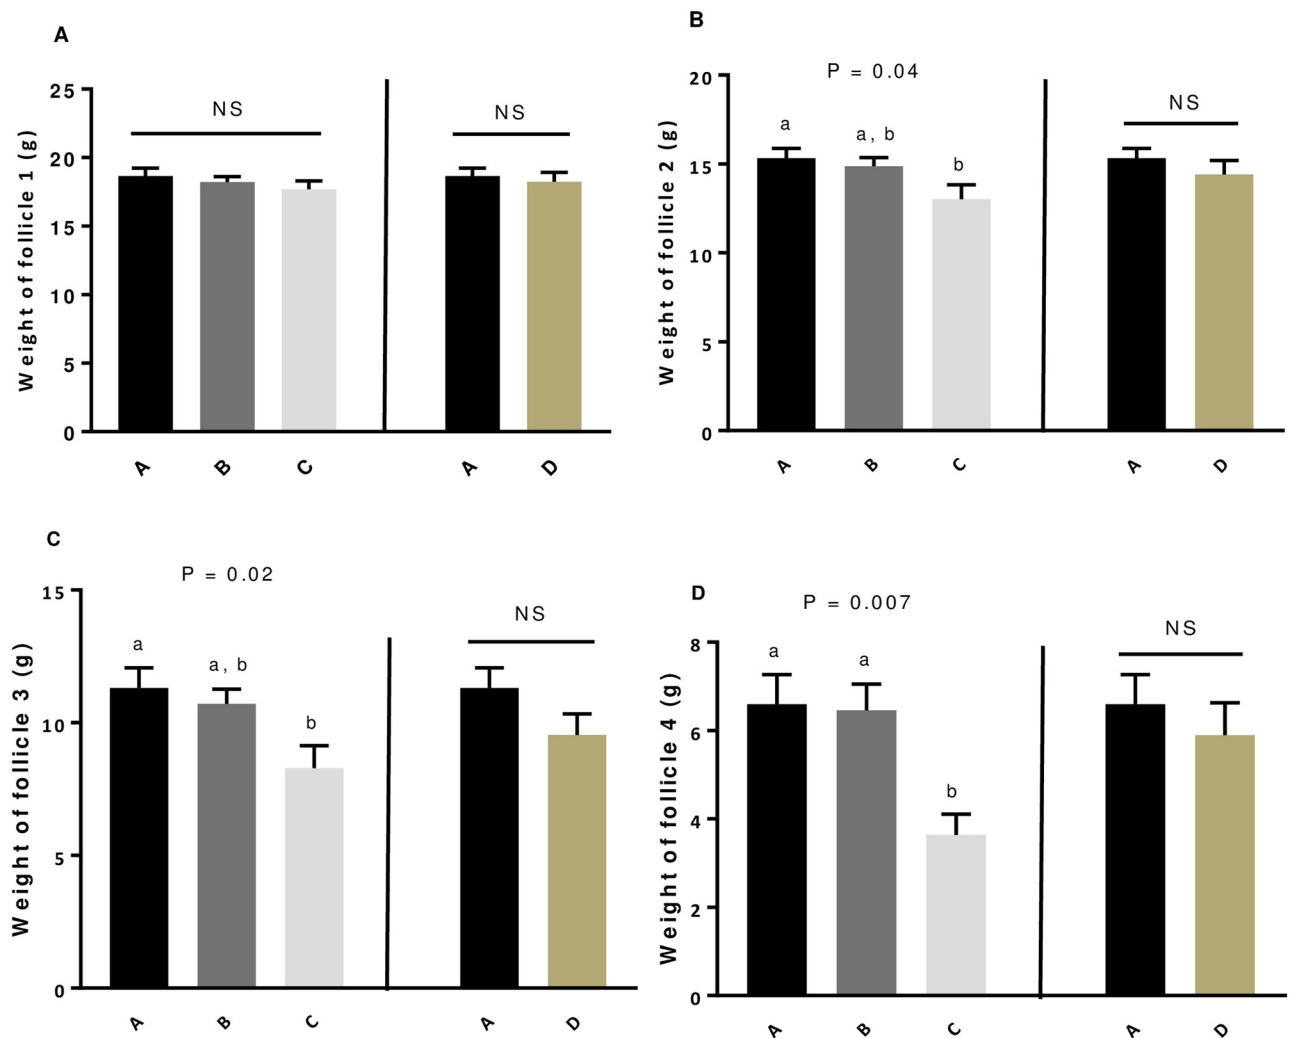 A
Weight of follicle 1 (g)
25
20
15
10
5
0
NS
NS
A
B
C
A
D
B
P = 0.04
Weight of follicle 2 (g)
20
15
10
5
0
a
a, b
b
NS
A
B
C
A
D
C
P = 0.02
Weight of follicle 3 (g)
15
10
5
0
a
a, b
b
NS
A
B
C
A
D
D
P = 0.007
Weight of follicle 4 (g)
8
6
4
2
0
a
a
b
NS
A
B
C
A
D